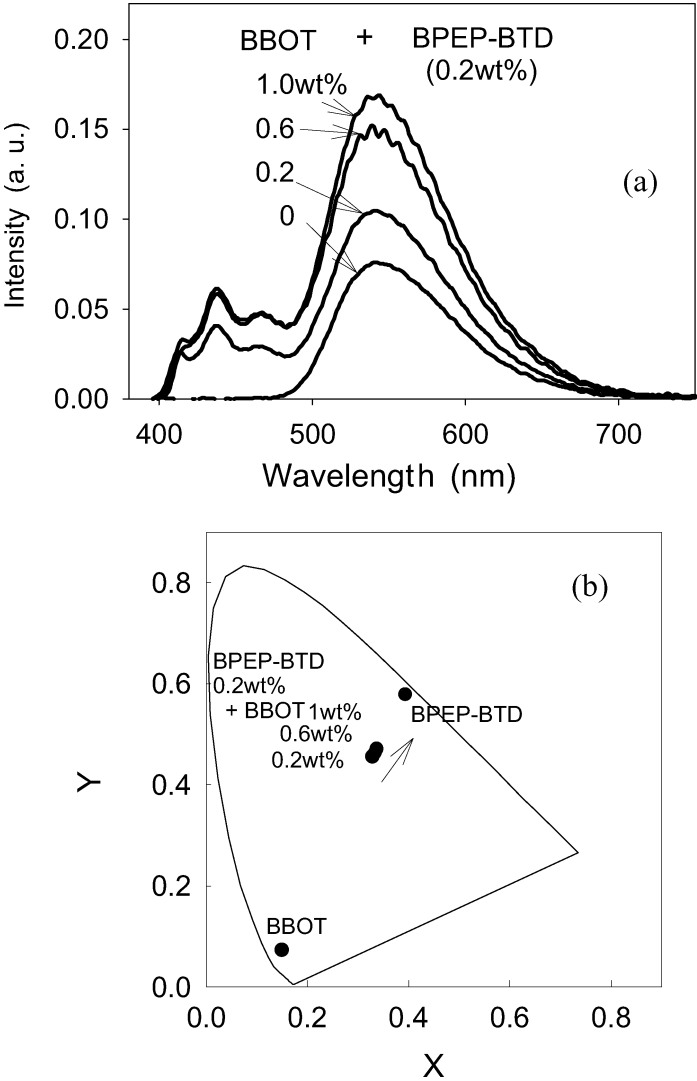 0.20
BBOT + BPEP-BTD
(0.2wt%)
1.0wt%
0.15
0.6
(a)
0.2
0.10
0
0.05
0.00
Intensity (a. u.)
400 500 600 700
Wavelength (nm)
(b)
0.8
BPEP-BTD
0.6
0.2wt%
+ BBOT 1wt%
BPEP-BTD
0.6wt%
0.2wt%
0.4
Y
0.2
BBOT
0.0
0.0 0.2 0.4 0.6 0.8
X